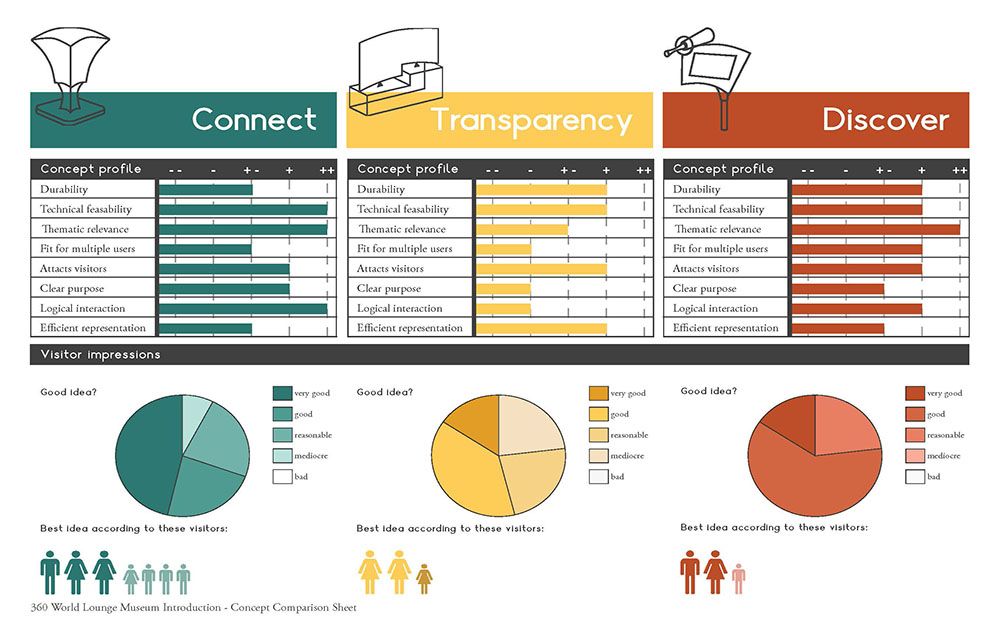 Connect
Transparency
Discover
Concept profile -- - +- + ++
Durability
Technical feasability
Thematic relevance
Fit for multiple users
Attacts visitors
Clear purpose
Logical interaction
Efficient representation
Concept profile -- - +- + ++
Durability
Technical feasability
Thematic relevance
Fit for multiple users
Attacts visitors
Clear purpose
Logical interaction
Efficient representation
Concept profile -- - +- + ++
Durability
Technical feasability
Thematic relevance
Fit for multiple users
Attacts visitors
Clear purpose
Logical interaction
Efficient representation
Visitor impressions
Good idea?
very good
good
reasonable
mediocre
bad
Best idea according to these visitors:
Good idea?
very good
good
reasonable
mediocre
bad
Best idea according to these visitors:
Good idea?
very good
good
reasonable
mediocre
bad
Best idea according to these visitors:
360 World Lounge Museum Introduction - Concept Comparison Sheet